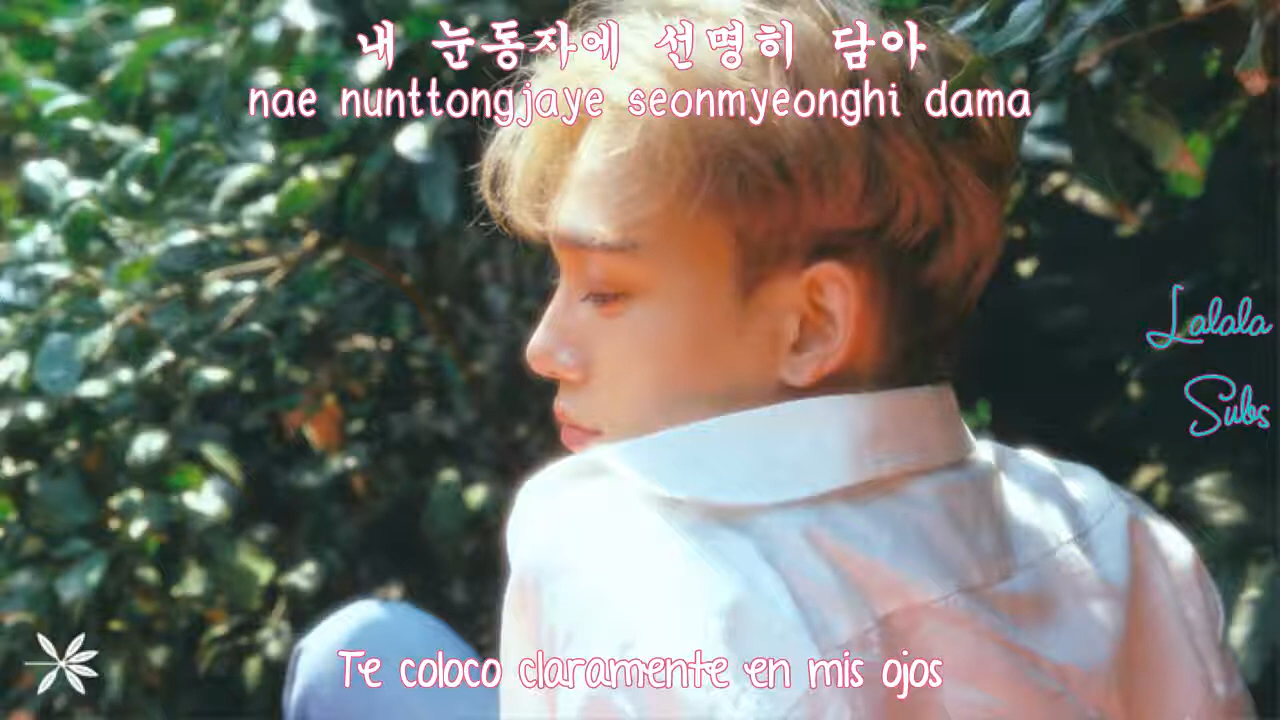 내 눈동자에 선명히 담아
nae nunttongjaye seonmyeonghi dama
Lalala
Subs
Te coloco claramente en mis ojos